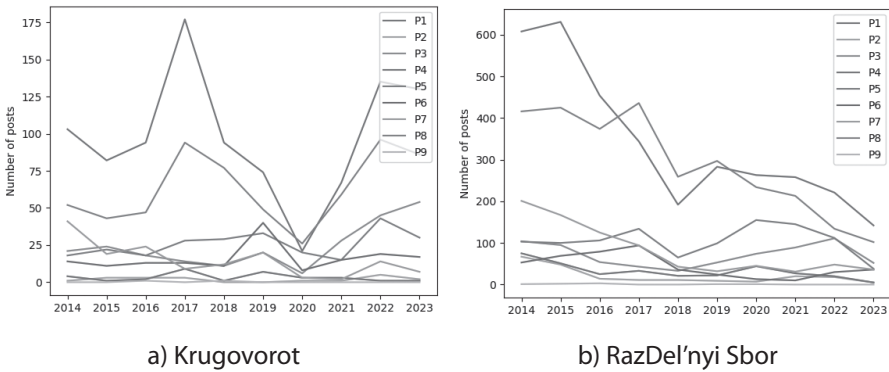 175
150
125
100
75
50
25
0
Number of posts
2014 2015 2016 2017 2018 2019 2020 2021 2022 2023
P1
P2
P3
P4
P5
P6
P7
P8
P9
a) Krugovorot
600
500
400
300
200
100
0
Number of posts
2014 2015 2016 2017 2018 2019 2020 2021 2022 2023
P1
P2
P3
P4
P5
P6
P7
P8
P9
b) RazDel’nyi Sbor